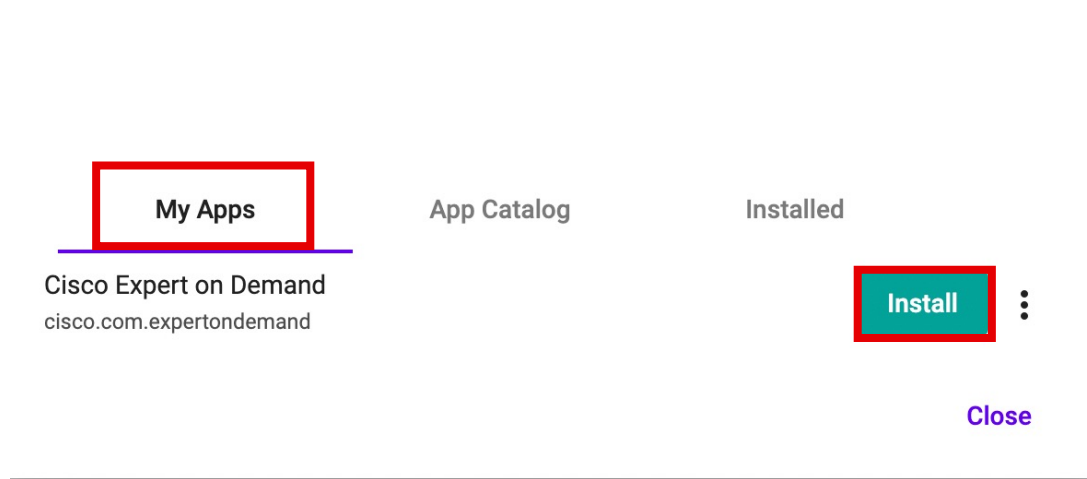 My Apps App Catalog Installed
Cisco Expert on Demand
cisco.com.expertondemand
Install
Close